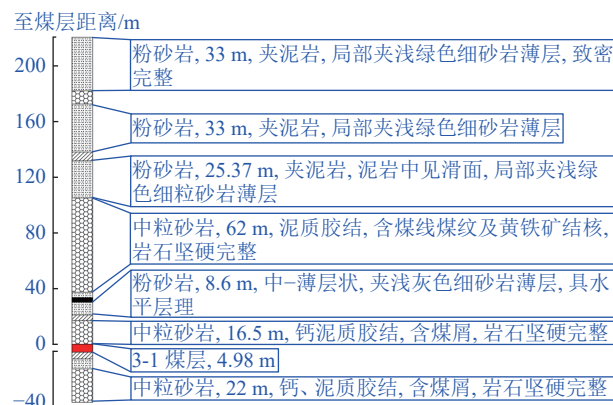 至煤层距离/m
200
粉砂岩, 33 m, 夹泥岩, 局部夹浅绿色细砂岩薄层, 致密
完整
160
粉砂岩, 33 m, 夹泥岩, 局部夹浅绿色细砂岩薄层
120
粉砂岩, 25.37 m, 夹泥岩, 泥岩中见滑面, 局部夹浅绿
色细粒砂岩薄层
80
中粒砂岩, 62 m, 泥质胶结, 含煤线煤纹及黄铁矿结核,
岩石坚硬完整
40
粉砂岩, 8.6 m, 中−薄层状, 夹浅灰色细砂岩薄层, 具水
平层理
中粒砂岩, 16.5 m, 钙泥质胶结, 含煤屑, 岩石坚硬完整
0
3-1 煤层, 4.98 m
中粒砂岩, 22 m, 钙、泥质胶结, 含煤屑, 岩石坚硬完整
−40